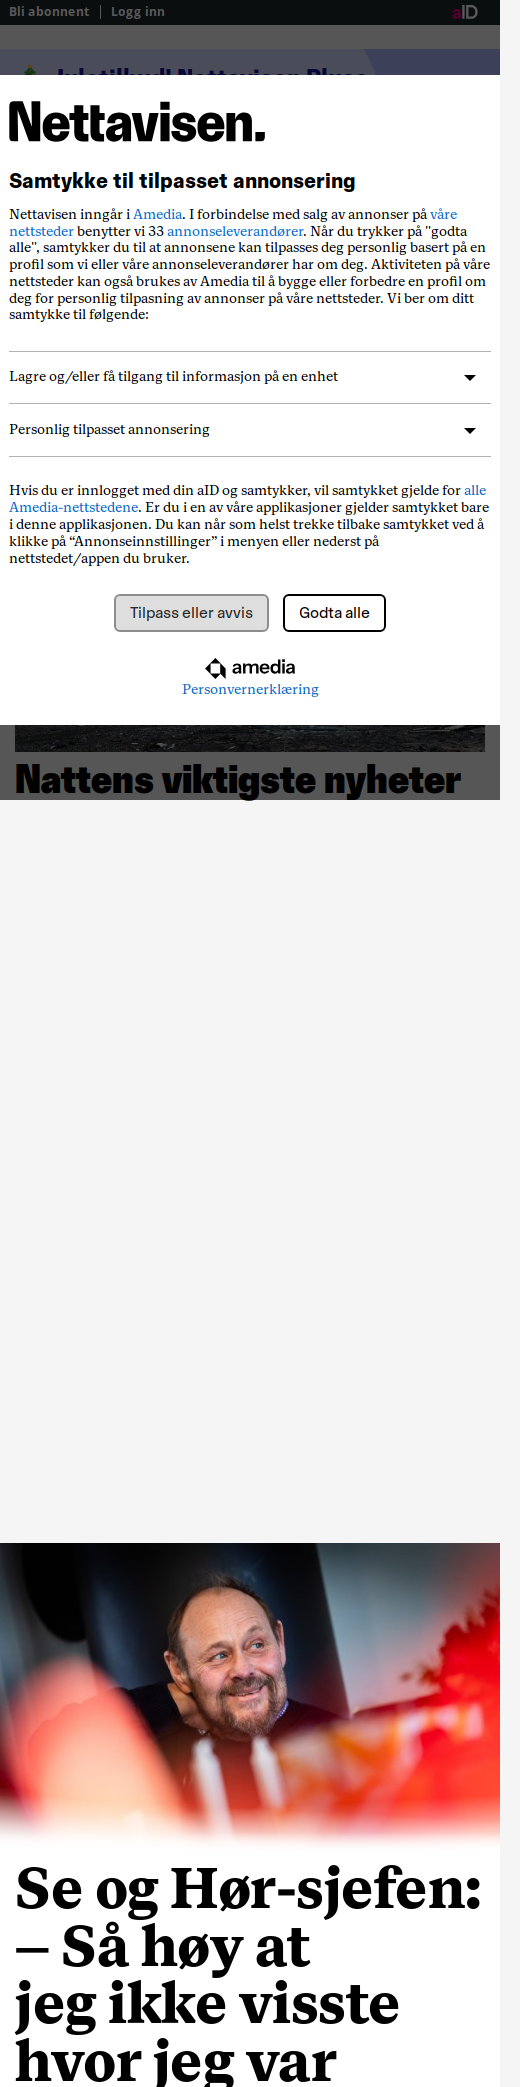 Bli abonnent | Logg inn
aID
Juletilbud! Nettavisen Pluss
Nettavisen.
Samtykke til tilpasset annonsering
Nettavisen inngår i Amedia. I forbindelse med salg av annonser på våre
nettsteder benytter vi 33 annonseleverandører. Når du trykker på "godta
alle", samtykker du til at annonsene kan tilpasses deg personlig basert på en
profil som vi eller våre annonseleverandører har om deg. Aktiviteten på våre
nettsteder kan også brukes av Amedia til å bygge eller forbedre en profil om
deg for personlig tilpasning av annonser på våre nettsteder. Vi ber om ditt
samtykke til følgende:
Lagre og/eller få tilgang til informasjon på en enhet
Personlig tilpasset annonsering
Hvis du er innlogget med din aID og samtykker, vil samtykket gjelde for alle
Amedia-nettstedene. Er du i en av våre applikasjoner gjelder samtykket bare
i denne applikasjonen. Du kan når som helst trekke tilbake samtykket ved å
klikke på “Annonseinnstillinger” i menyen eller nederst på
nettstedet/appen du bruker.
Tilpass eller avvis Godta alle
amedia
Personvernerklæring
Nattens viktigste nyheter
Se og Hør-sjefen:
– Så høy at
jeg ikke visste
hvor jeg var